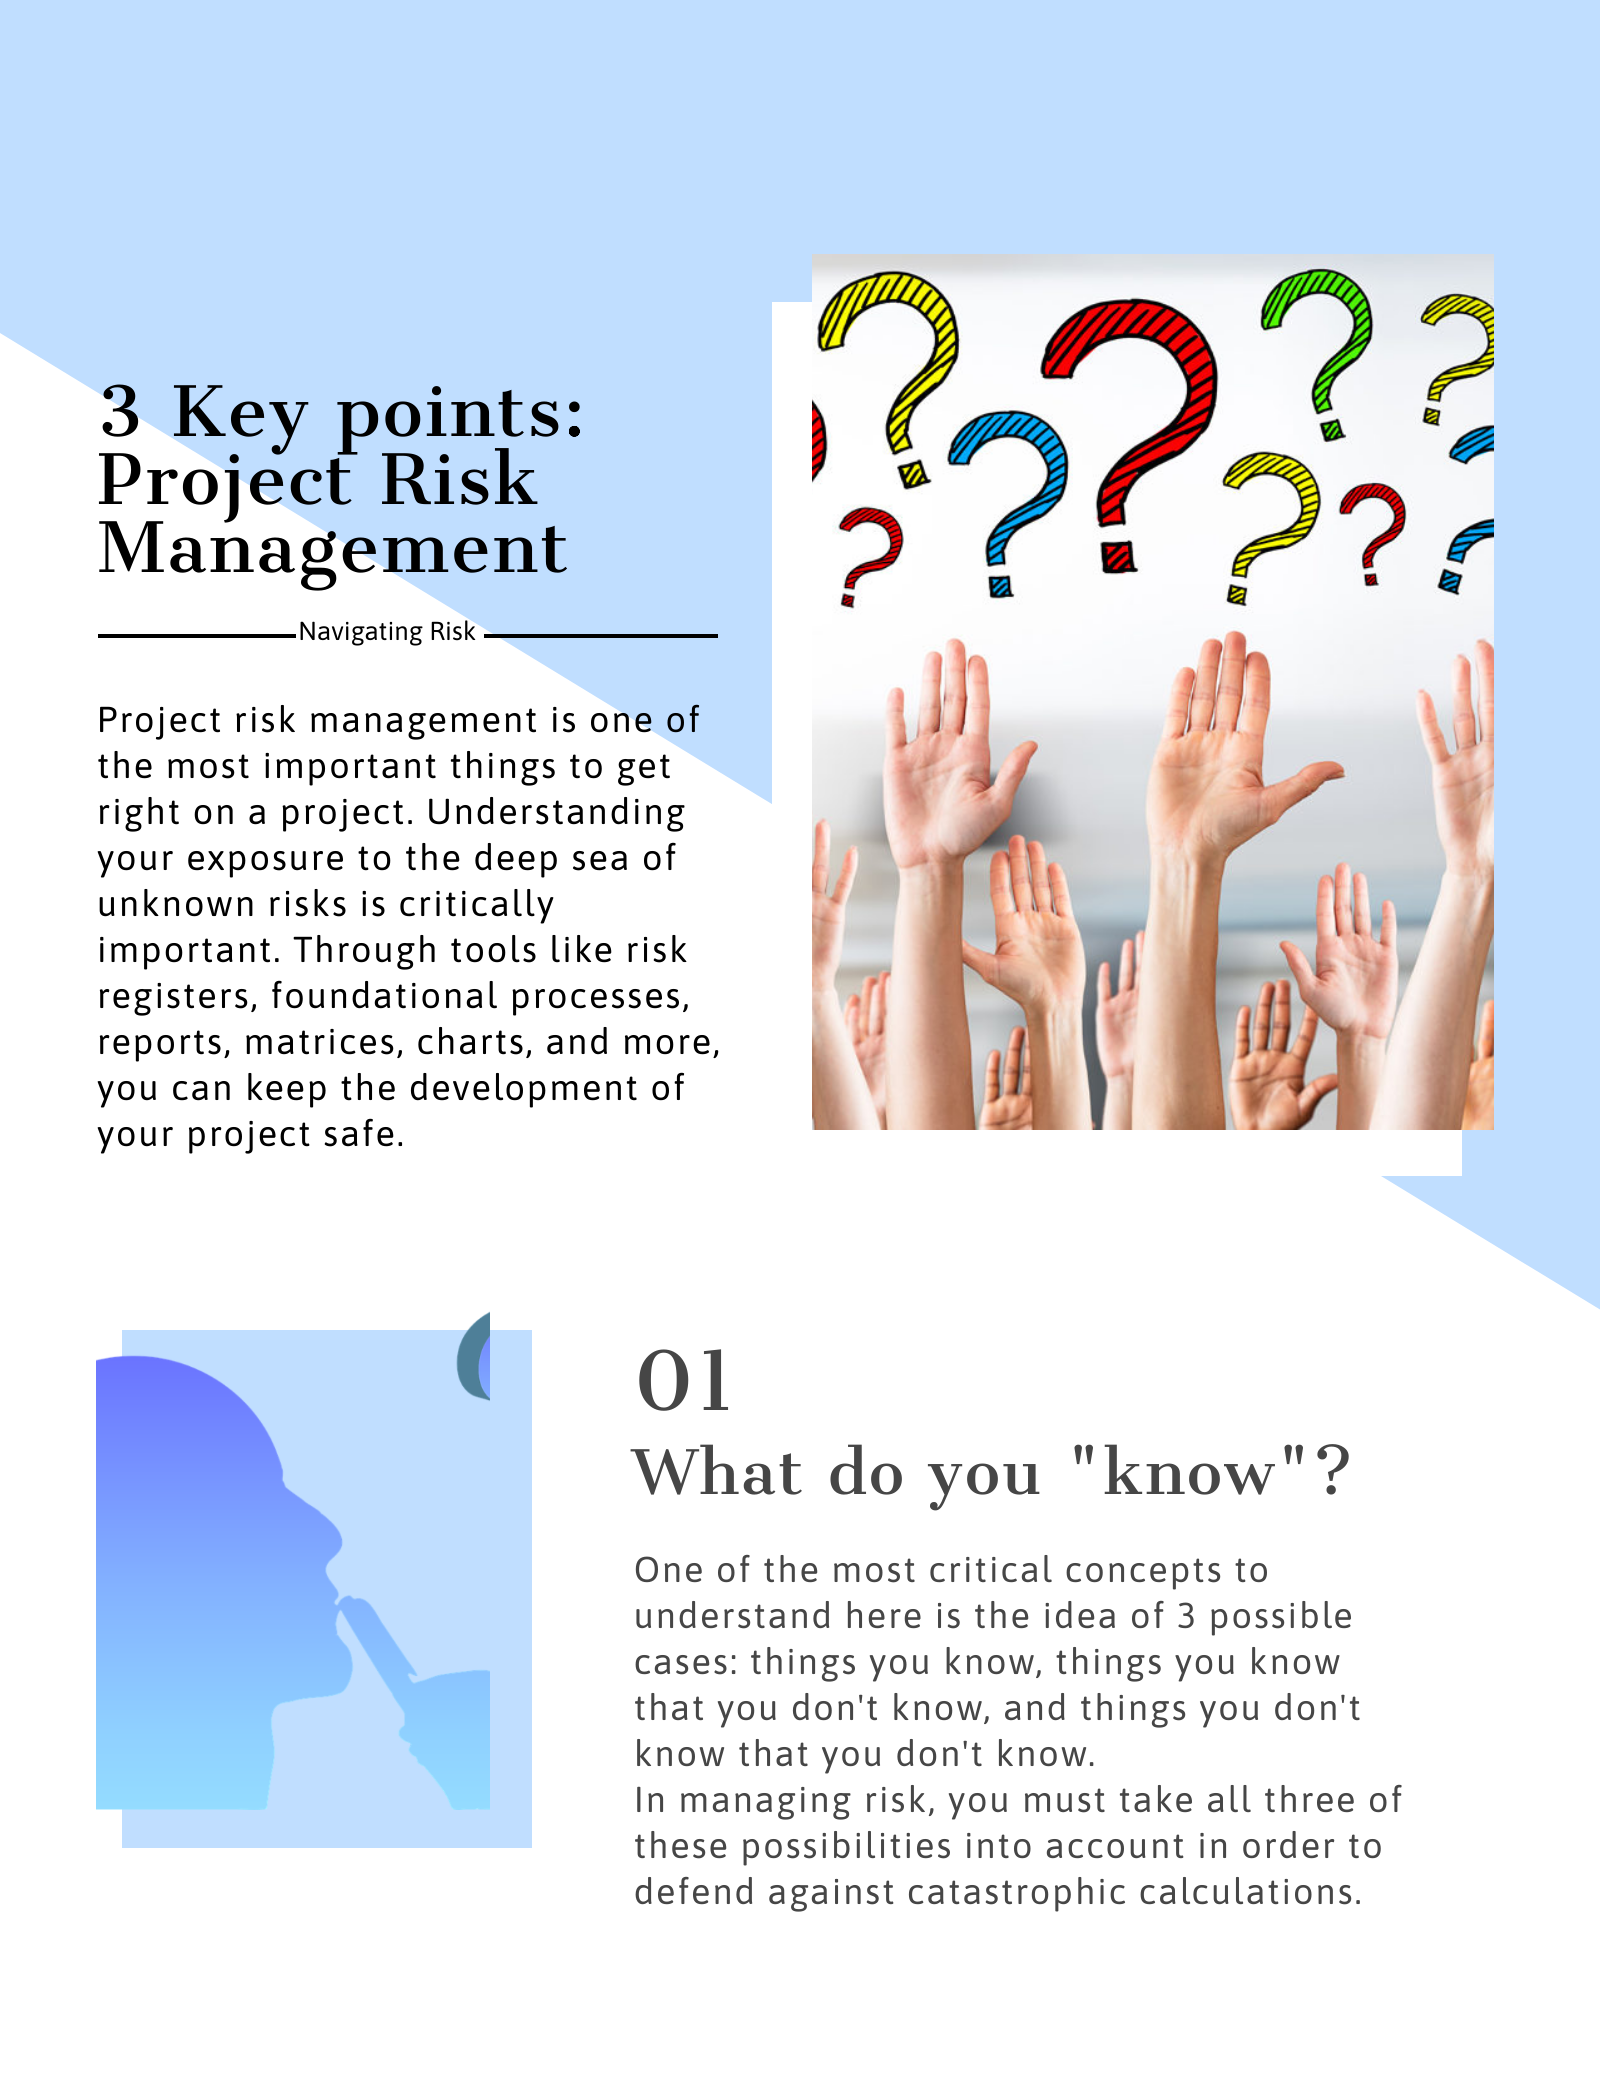 3 Key points:
Project Risk
Management
Navigating Risk
Project risk management is one of
the most important things to get
right on a project. Understanding
your exposure to the deep sea of
unknown risks is critically
important. Through tools like risk
registers, foundational processes,
reports, matrices, charts, and more,
you can keep the development of
your project safe.
01
What do you "know"?
One of the most critical concepts to
understand here is the idea of 3 possible
cases: things you know, things you know
that you don't know, and things you don't
know that you don't know.
In managing risk, you must take all three of
these possibilities into account in order to
defend against catastrophic calculations.